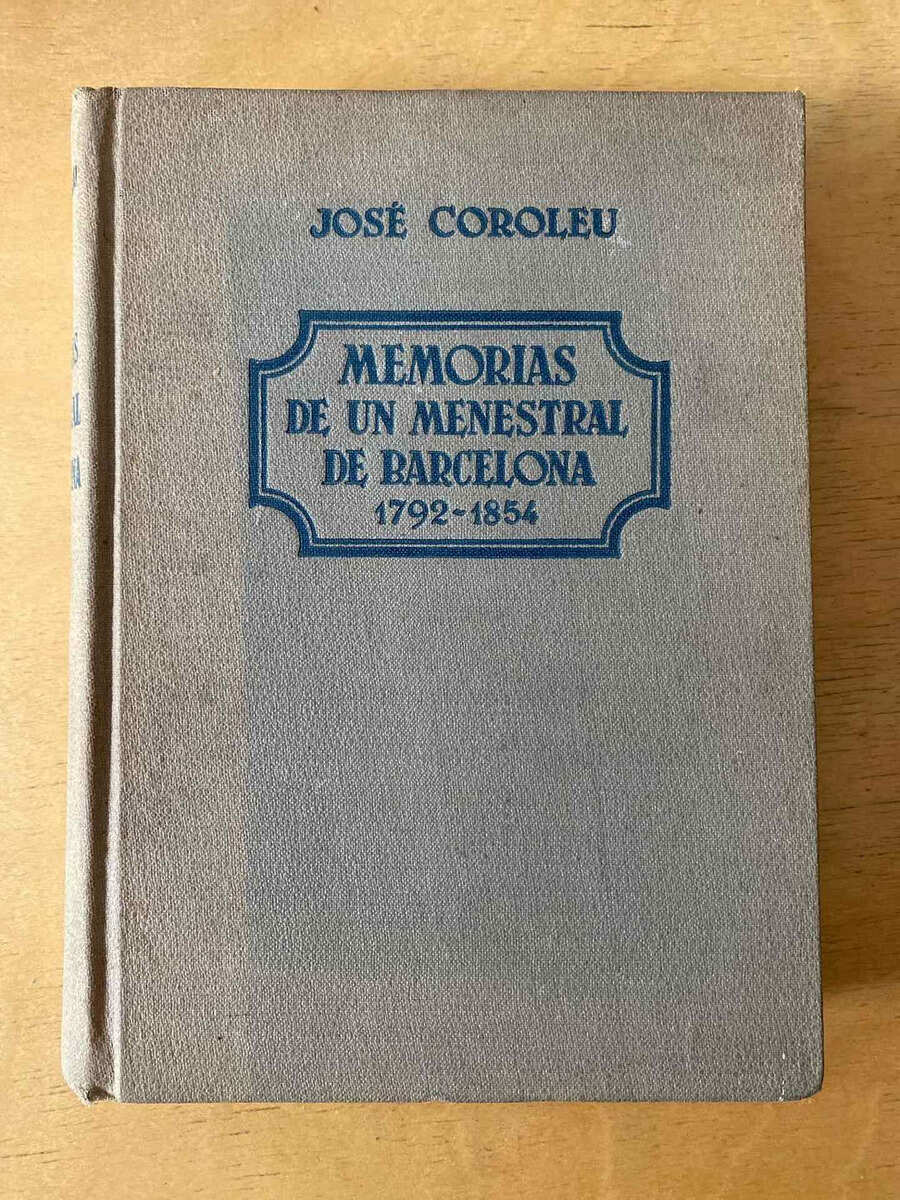 JOSÉ COROLEU
MEMORIAS
DE UN MENESTRAL
DE BARCELONA
1792-1854